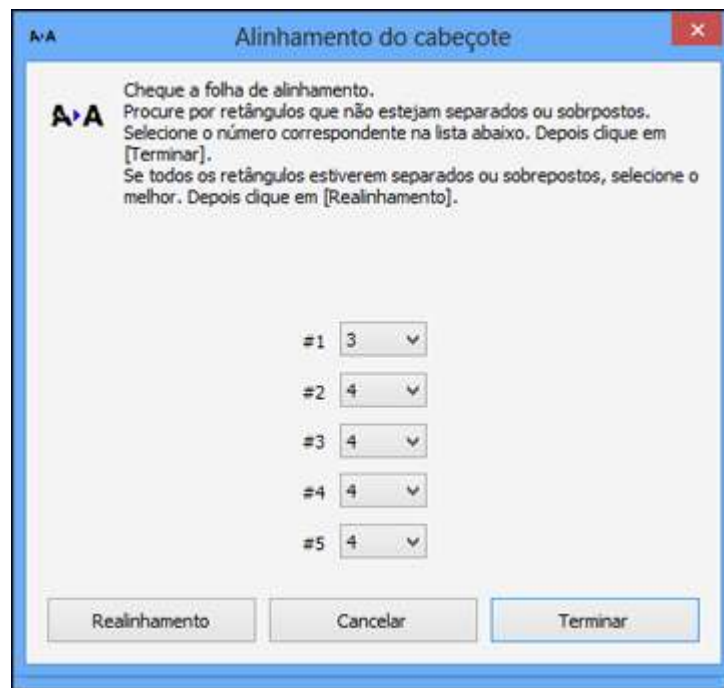 A▸A Alinhamento do cabeçote
A▸A
Cheque a folha de alinhamento.
Procure por retângulos que não estejam separados ou sobrpostos.
Selecione o número correspondente na lista abaixo. Depois clique em
[Terminar].
Se todos os retângulos estiverem separados ou sobrepostos, selecione o
melhor. Depois clique em [Realinhamento].
#1 3
#2 4
#3 4
#4 4
#5 4
Realinhamento Cancelar Terminar